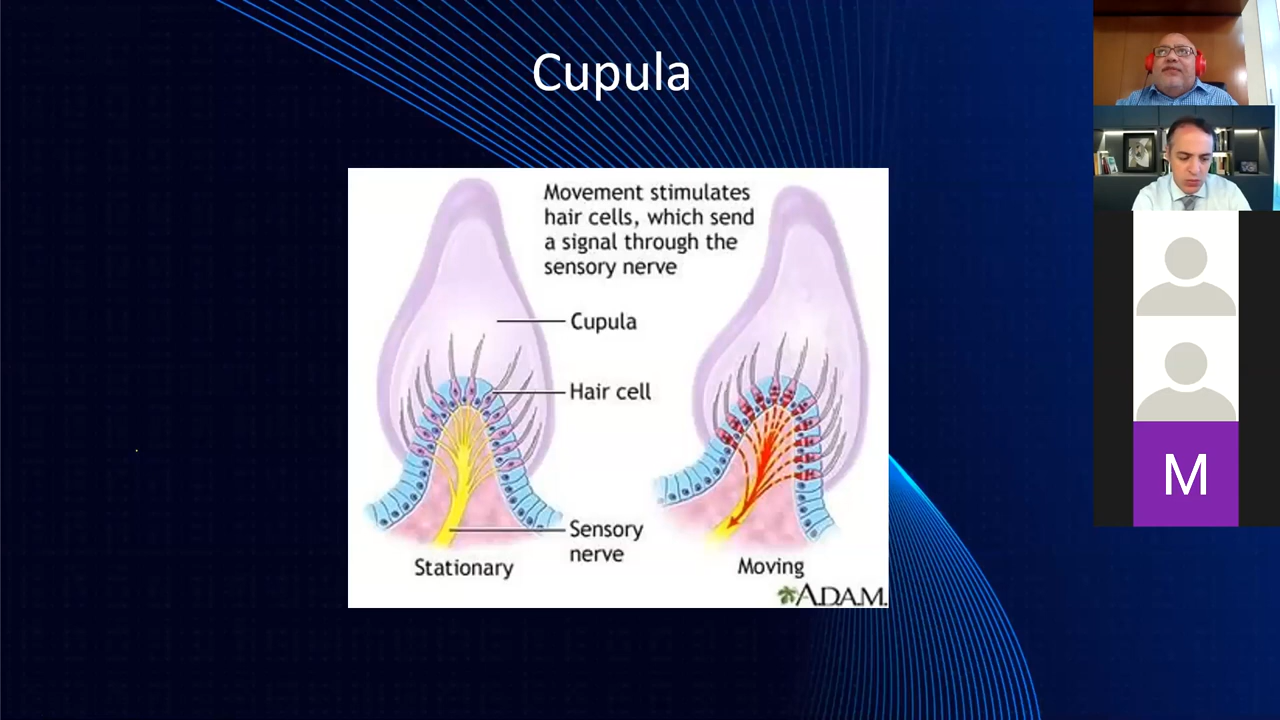 Cupula
Movement stimulates
hair cells, which send
a signal through the
sensory nerve
Cupula
Hair cell
Sensory
nerve
Stationary
Moving
A.D.A.M.
M